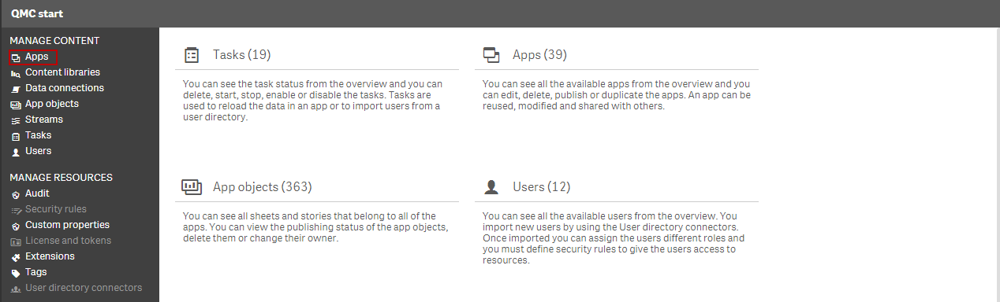 QMC start
MANAGE CONTENT
Apps
Content libraries
Data connections
App objects
Streams
Tasks
Users
MANAGE RESOURCES
Audit
Security rules
Custom properties
License and tokens
Extensions
Tags
User directory connectors
Tasks (19)
You can see the task status from the overview and you can
delete, start, stop, enable or disable the tasks. Tasks are
used to reload the data in an app or to import users from a
user directory.
Apps (39)
You can see all the available apps from the overview and you
can edit, delete, publish or duplicate the apps. An app can be
reused, modified and shared with others.
App objects (363)
You can see all sheets and stories that belong to all of the
apps. You can view the publishing status of the app objects,
delete them or change their owner.
Users (12)
You can see all the available users from the overview. You
import new users by using the User directory connectors.
Once imported you can assign the users different roles and
you must define security rules to give the users access to
resources.